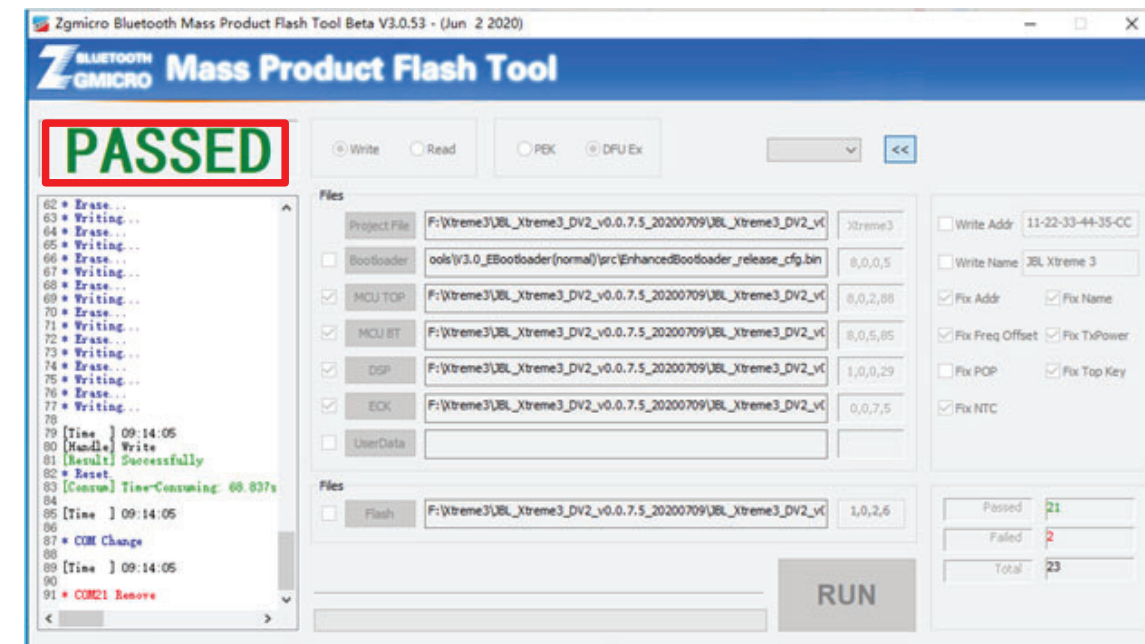 Zgmicro Bluetooth Mass Product Flash Tool Beta V3.0.53 - (Jun  2 2020)
BLUETOOTH
ZGMICRO Mass Product Flash Tool
PASSED
Write Read PEK DFU Ex <<
62 * Erase...
63 * Writing...
64 * Erase...
65 * Writing...
66 * Erase...
67 * Writing...
68 * Erase...
69 * Writing...
70 * Erase...
71 * Writing...
72 * Erase...
73 * Writing...
74 * Erase...
75 * Writing...
76 * Erase...
77 * Writing...
78
79 [Time  ] 09:14:05
80 [Handle] Write
81 [Result] Successfully
82 * Reset
83 [Consum] Time-Consuming: 68.837s
84
85 [Time  ] 09:14:05
86
87 * COM Change
88
89 [Time  ] 09:14:05
90
91 * COM21 Remove
Files
Project File F:\Xtreme3\JBL_Xtreme3_DV2_v0.0.7.5_20200709\JBL_Xtreme3_DV2_v( Xtreme3
Bootloader ools\V3.0_EBootloader(normal)\src\EnhancedBootloader_release_cfg.bin 8,0,0,5
MCU TOP F:\Xtreme3\JBL_Xtreme3_DV2_v0.0.7.5_20200709\JBL_Xtreme3_DV2_v( 8,0,2,88
MCU BT F:\Xtreme3\JBL_Xtreme3_DV2_v0.0.7.5_20200709\JBL_Xtreme3_DV2_v( 8,0,5,85
DSP F:\Xtreme3\JBL_Xtreme3_DV2_v0.0.7.5_20200709\JBL_Xtreme3_DV2_v( 1,0,0,29
ECK F:\Xtreme3\JBL_Xtreme3_DV2_v0.0.7.5_20200709\JBL_Xtreme3_DV2_v( 0,0,7,5
UserData
Files
Flash F:\Xtreme3\JBL_Xtreme3_DV2_v0.0.7.5_20200709\JBL_Xtreme3_DV2_v( 1,0,2,6
RUN
Write Addr 11-22-33-44-35-CC
Write Name JBL Xtreme 3
Fix Addr Fix Name
Fix Freq Offset Fix TxPower
Fix POP Fix Top Key
Fix NTC
Passed 21
Failed 2
Total 23